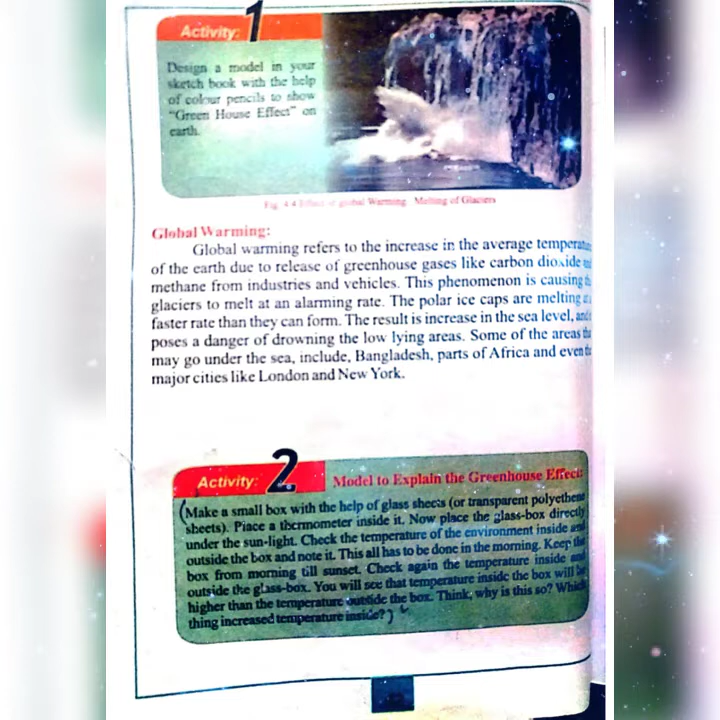 Activity: 1
Design a model in your
sketch book with the help
of colour pencils to show
"Green House Effect" on
earth.
Fig. 4.4 Effect of global Warming. Melting of Glaciers
Global Warming:
Global warming refers to the increase in the average
of the earth due to release of greenhouse gases like carbon dioxide
methane from industries and vehicles. This phenomenon is causing
glaciers to melt at an alarming rate. The polar ice caps are melting
faster rate than they can form. The result is increase in the sea level,
poses a danger of drowning the low lying areas. Some of the areas
may go under the sea, include, Bangladesh, parts of Africa and even
major cities like London and New York.
Activity: 2
Model to Explain the Greenhouse Effect:
(Make a small box with the help of glass sheets (or transparent polyethene
sheets). Place a thermometer inside it. Now place the glass-box directly
under the sun-light. Check the temperature of the environment inside and
outside the box and note it. This all has to be done in the morning. Keep the
box from morning till sunset. Check again the temperature inside and
outside the glass-box. You will see that temperature inside the box will be
higher than the temperature outside the box. Think, why is this so? Which
thing increased temperature inside?)